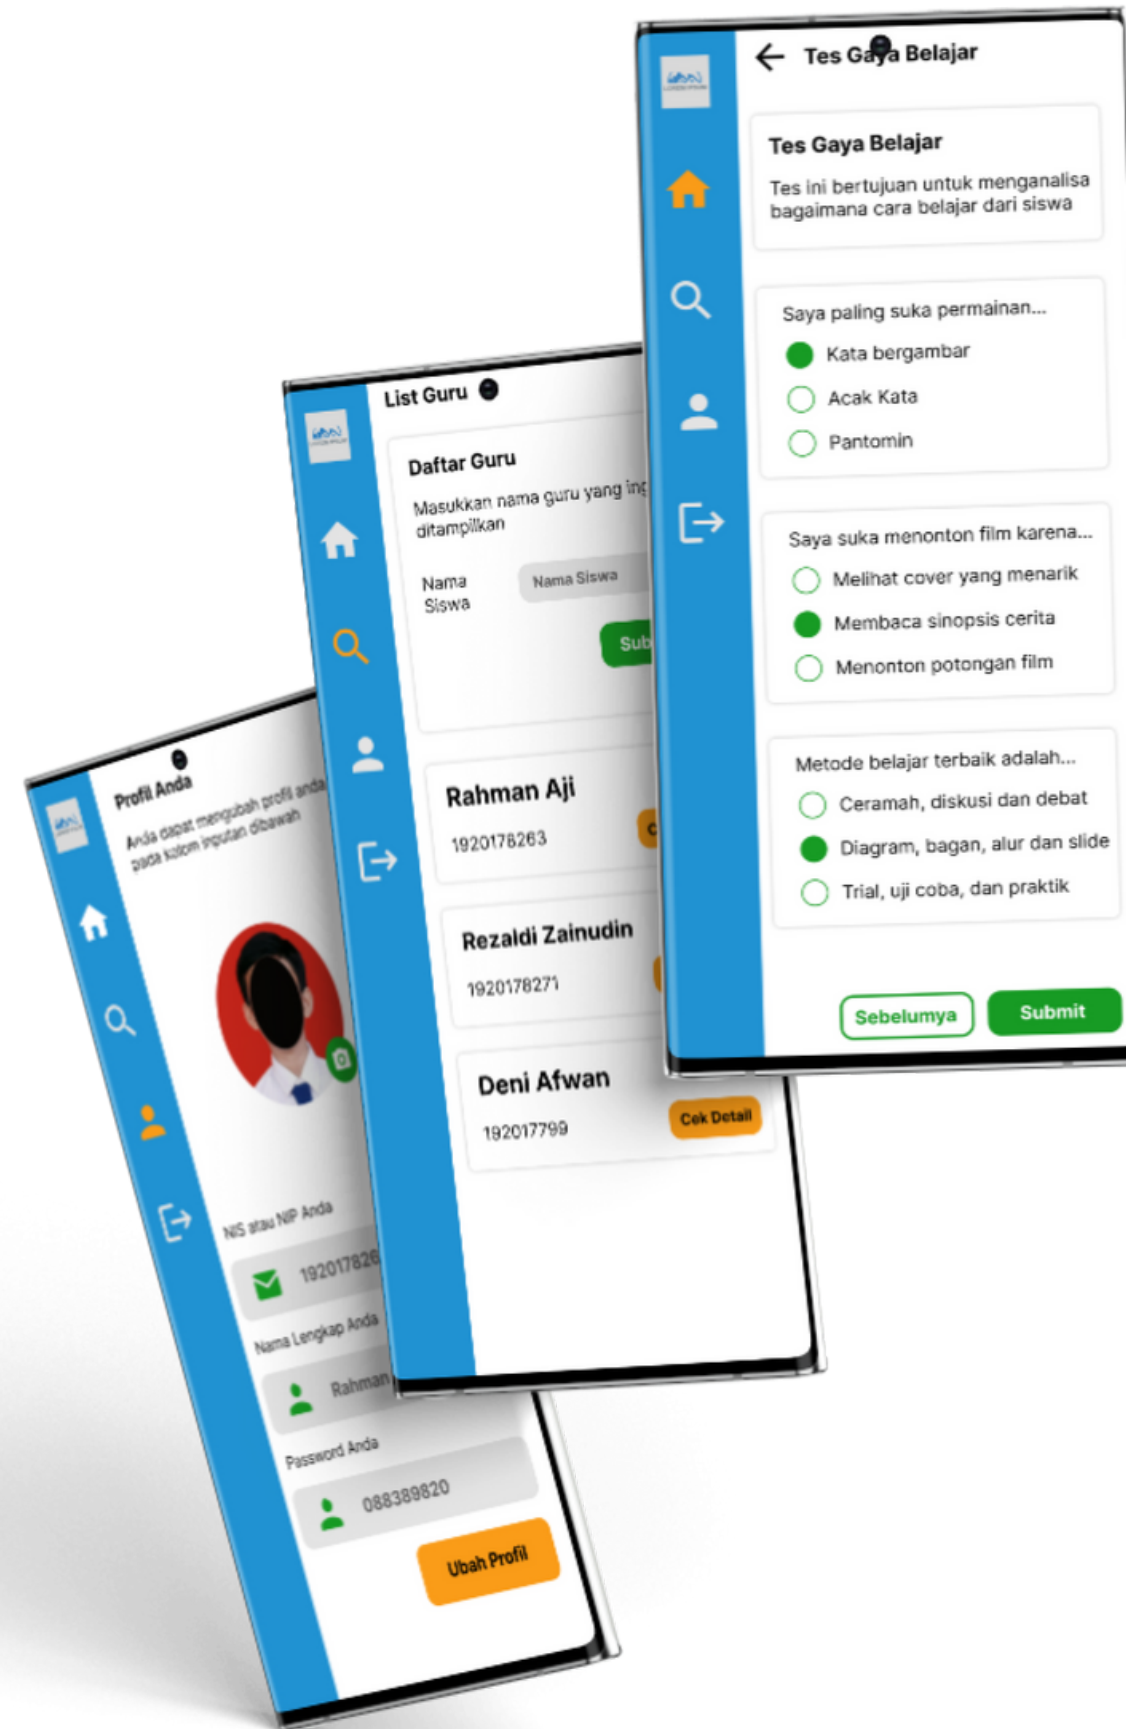 Tes Gaya Belajar
Tes Gaya Belajar
Tes ini bertujuan untuk menganalisa
bagaimana cara belajar dari siswa
Saya paling suka permainan...
Kata bergambar
Acak Kata
Pantomin
Saya suka menonton film karena...
Melihat cover yang menarik
Membaca sinopsis cerita
Menonton potongan film
Metode belajar terbaik adalah...
Ceramah, diskusi dan debat
Diagram, bagan, alur dan slide
Trial, uji coba, dan praktik
Sebelumya
Submit
List Guru
Daftar Guru
Masukkan nama guru yang ing
ditampilkan
Nama
Siswa
Nama Siswa
Sub
Rahman Aji
1920178263
C
Rezaldi Zainudin
1920178271
Deni Afwan
192017799
Cek Detail
Profil Anda
Anda dapat mengubah profil anda
pada kolom inputan dibawah
NIS atau NIP Anda
192017826
Nama Lengkap Anda
Rahman
Password Anda
088389820
Ubah Profil